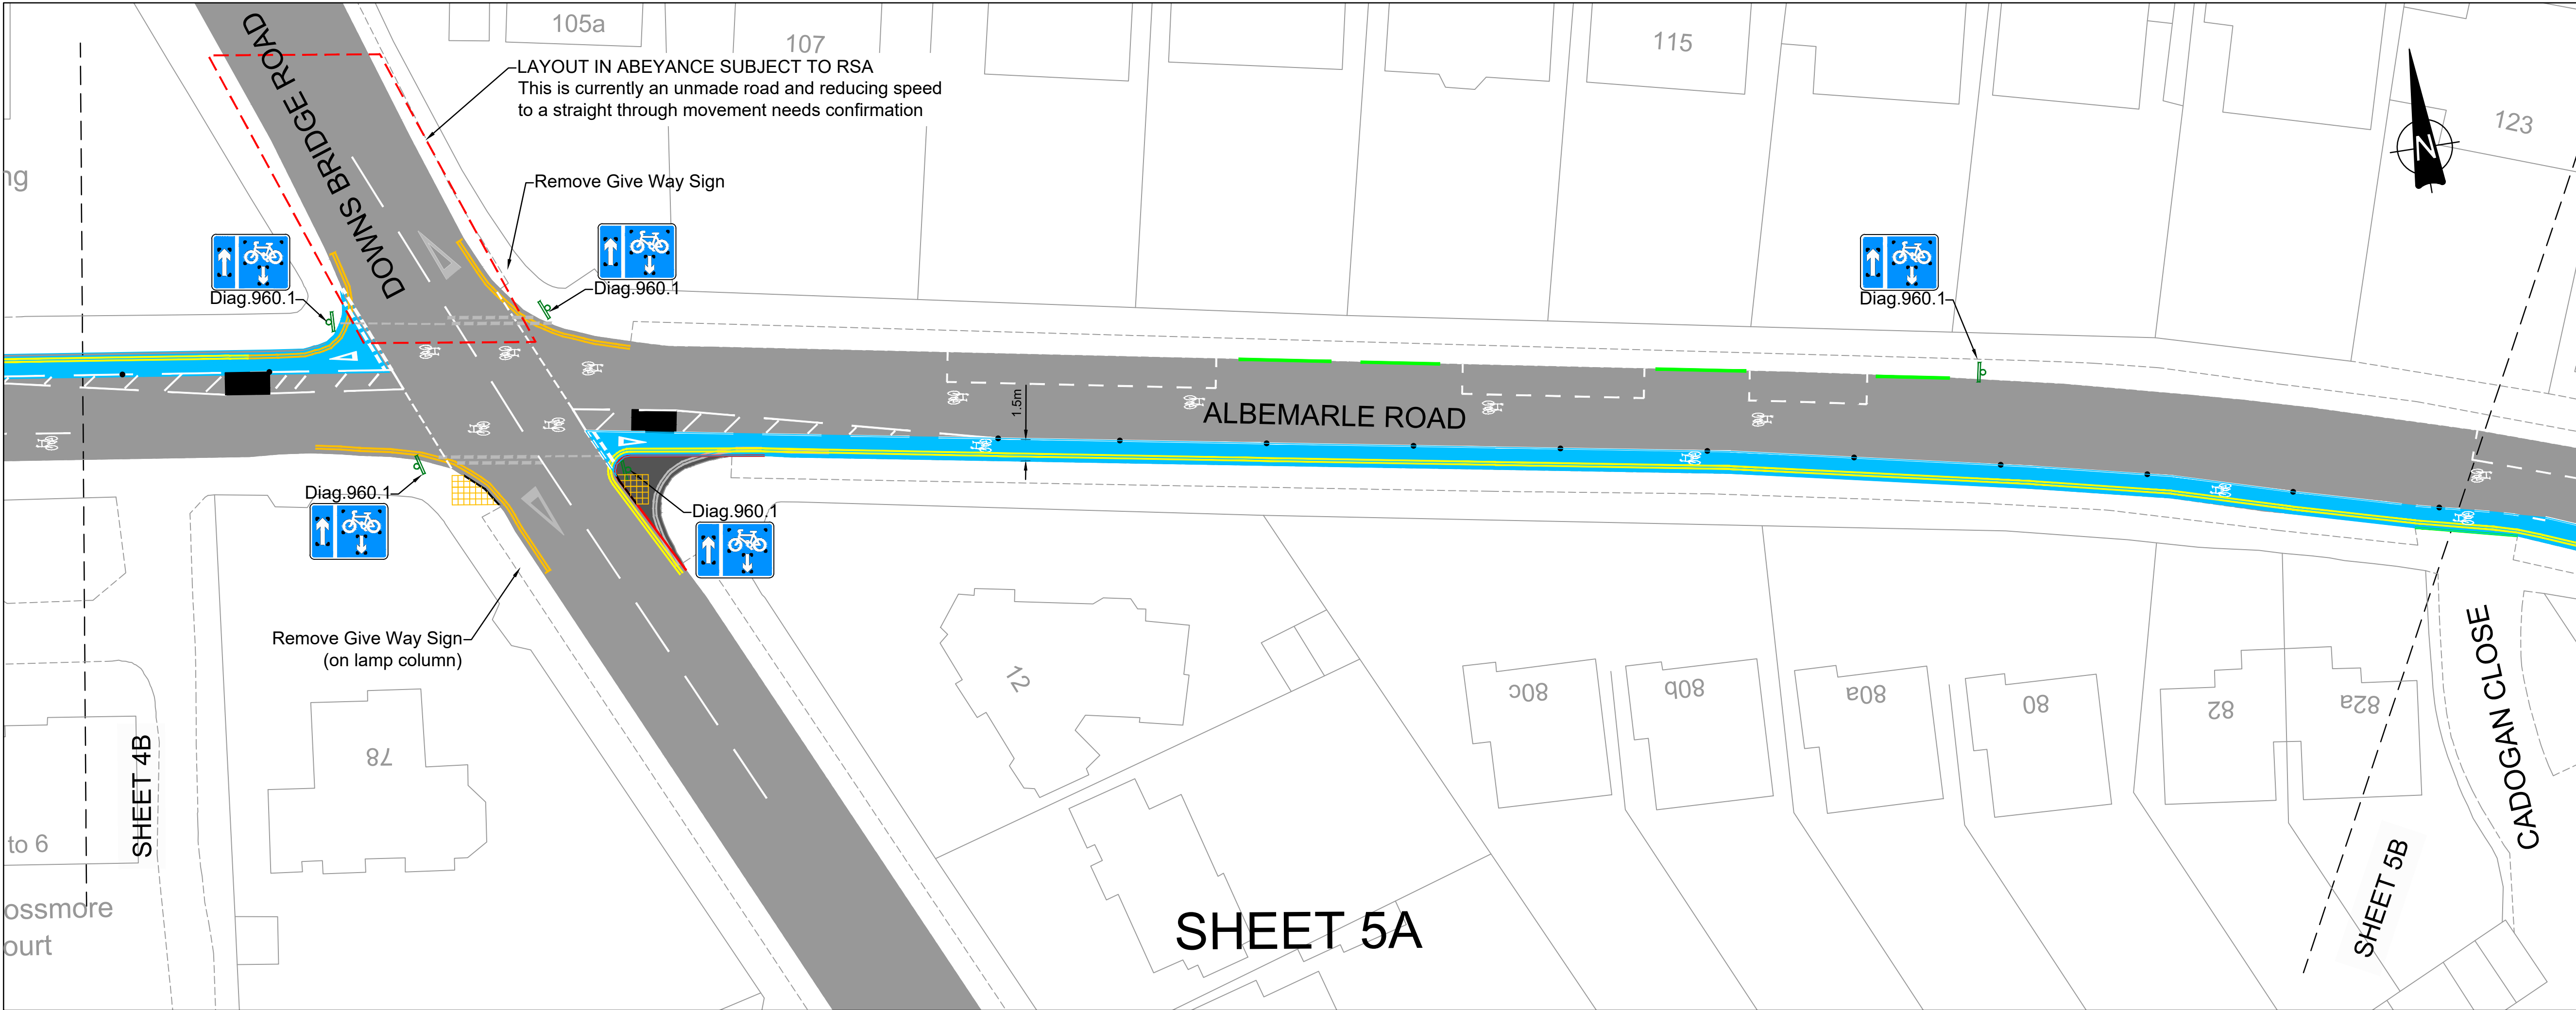 105a
107
115
123
DOWNS BRIDGE ROAD
LAYOUT IN ABEYANCE SUBJECT TO RSA
This is currently an unmade road and reducing speed
to a straight through movement needs confirmation
N
ng
Remove Give Way Sign
Diag.960.1
Diag.960.1
Diag.960.1
1.5m
ALBEMARLE ROAD
Diag.960.1
Diag.960.1
Remove Give Way Sign
(on lamp column)
12
80c
80b
80a
80
82
82a
CADOGAN CLOSE
78
SHEET 4B
to 6
ossmore
ourt
SHEET 5A
SHEET 5B